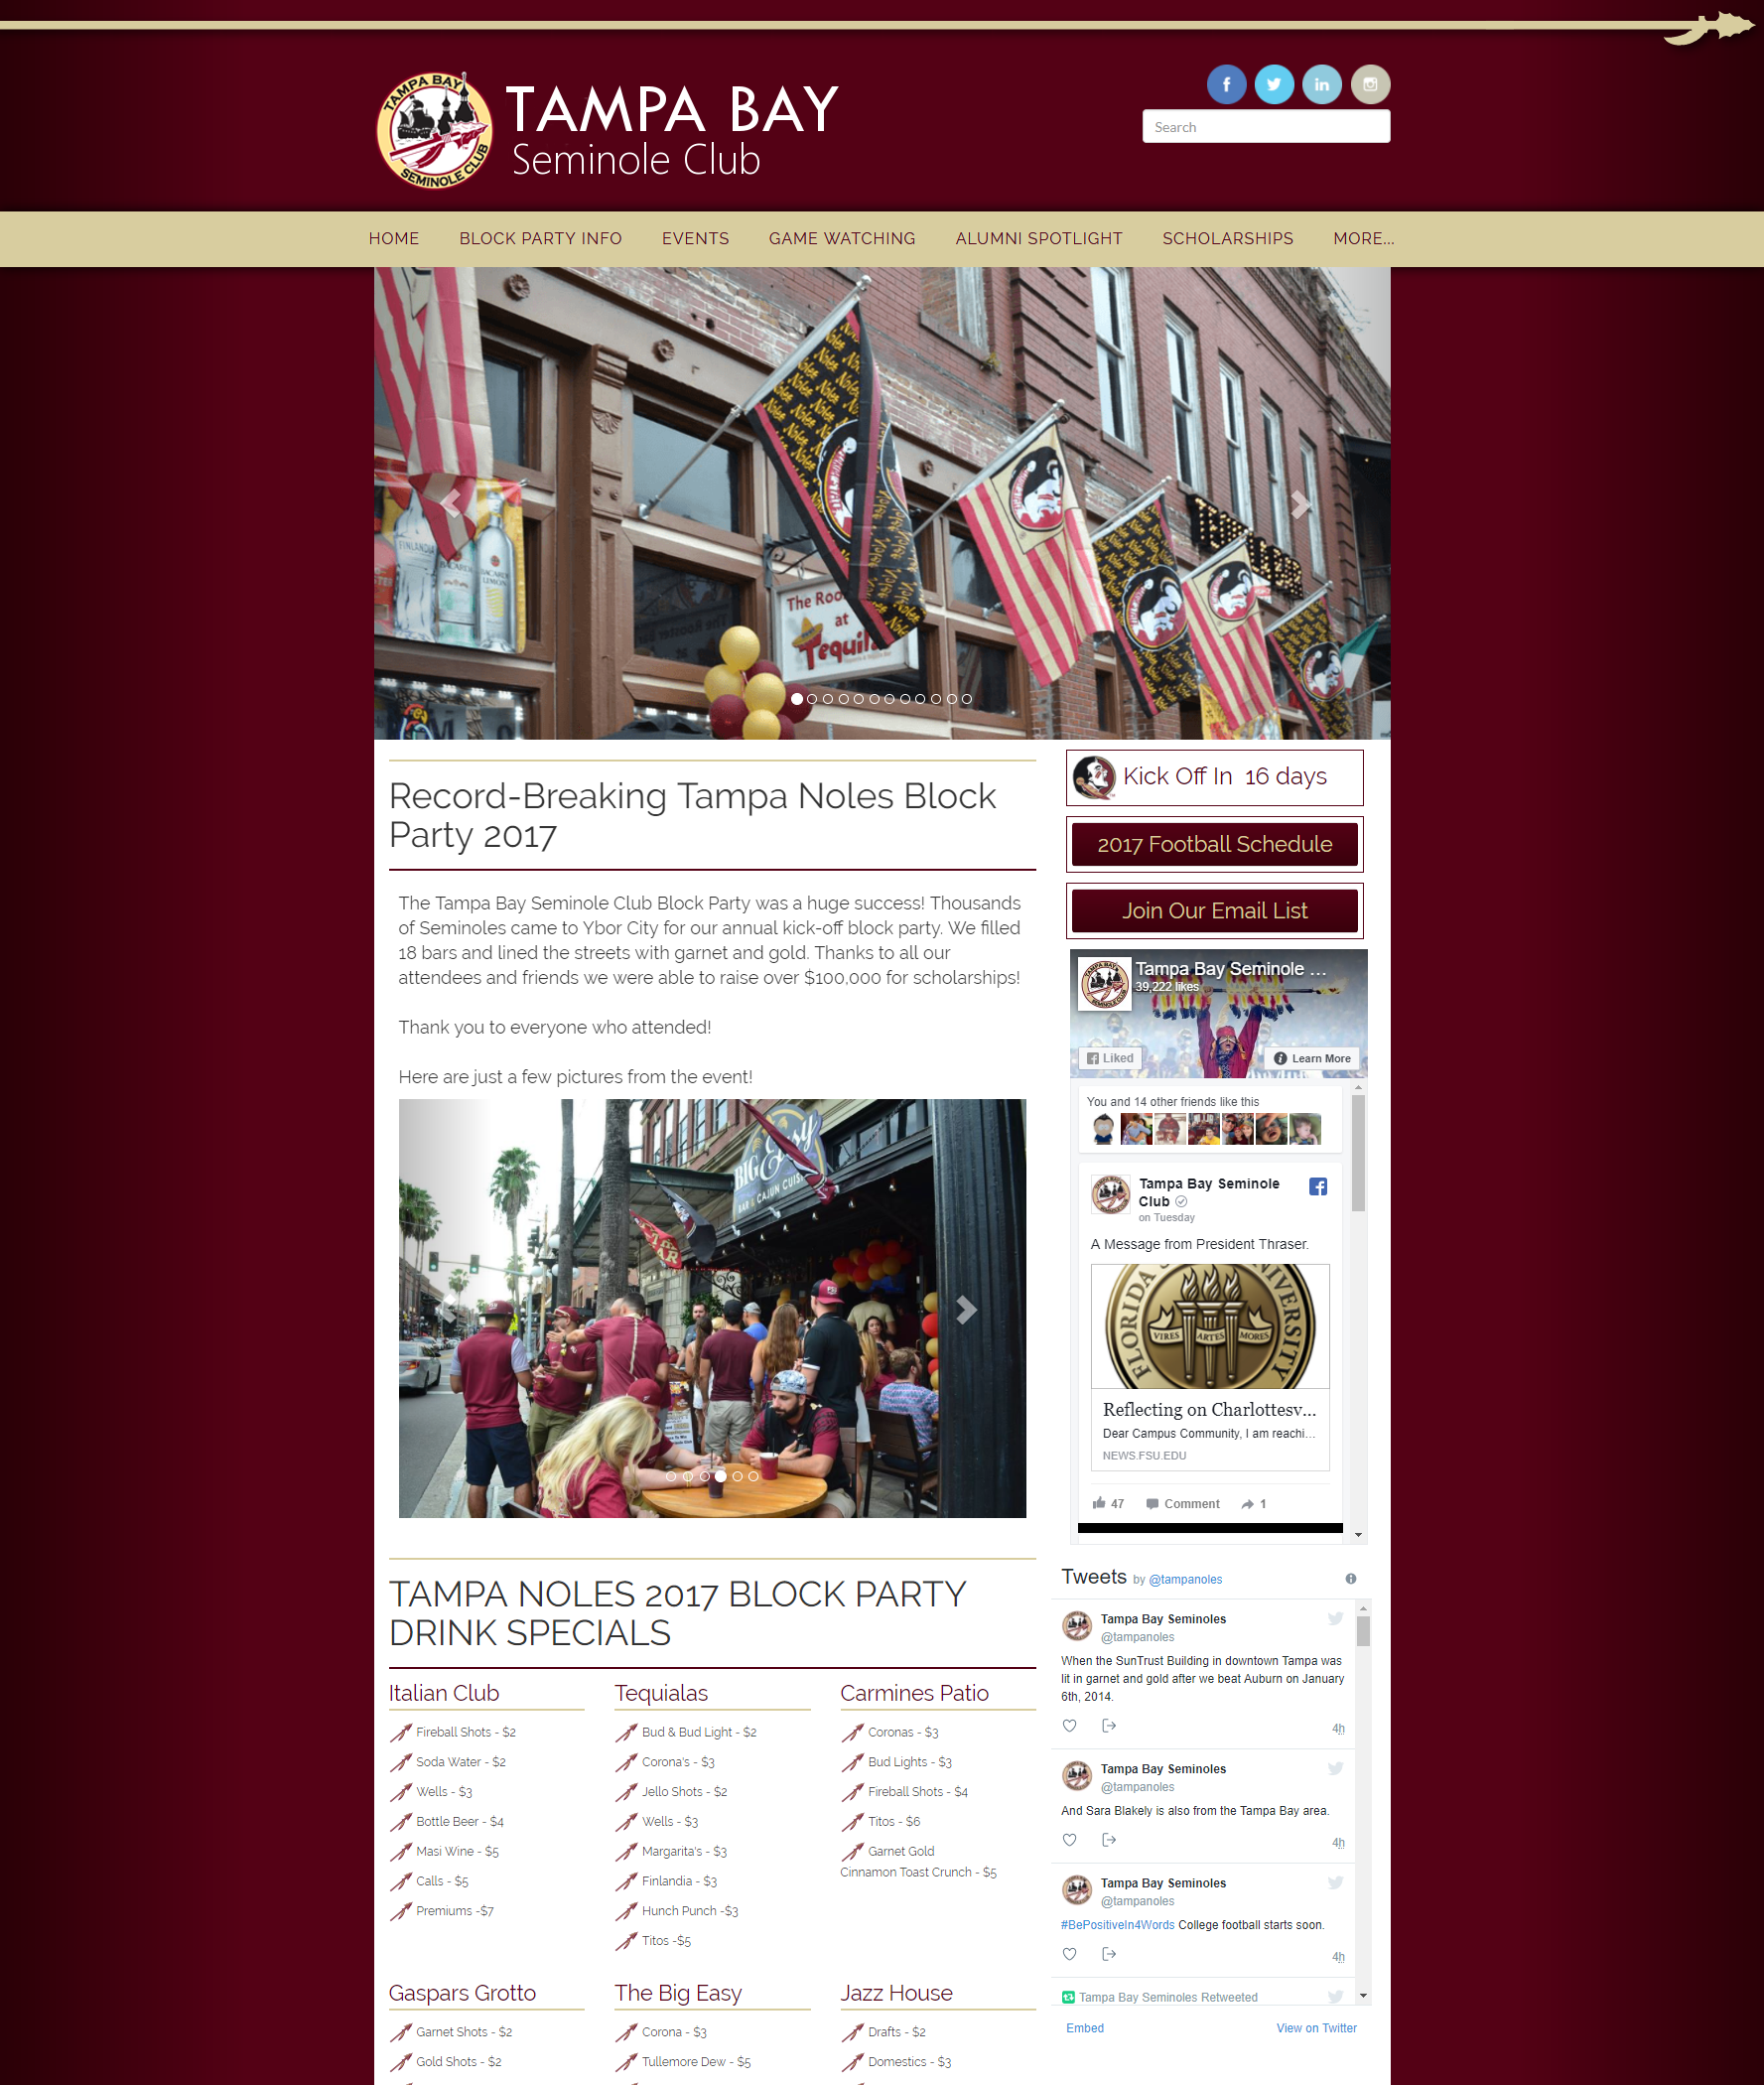 TAMPA BAY
SEMINOLE CLUB
TAMPA BAY
Seminole Club
Search
HOME
BLOCK PARTY INFO
EVENTS
GAME WATCHING
ALUMNI SPOTLIGHT
SCHOLARSHIPS
MORE...
Noles
FINLANDIA
BACARDI
BACARDI
LIMON
The Roo
at
Tequila
Record-Breaking Tampa Noles Block
Party 2017
The Tampa Bay Seminole Club Block Party was a huge success! Thousands
of Seminoles came to Ybor City for our annual kick-off block party. We filled
18 bars and lined the streets with garnet and gold. Thanks to all our
attendees and friends we were able to raise over $100,000 for scholarships!
Thank you to everyone who attended!
Here are just a few pictures from the event!
BIG Easy
BAR & CAJUN CUIS
TAMPA NOLES 2017 BLOCK PARTY
DRINK SPECIALS
Italian Club
Fireball Shots - $2
Soda Water - $2
Wells - $3
Bottle Beer - $4
Masi Wine - $5
Calls - $5
Premiums -$7
Tequialas
Bud & Bud Light - $2
Corona's - $3
Jello Shots - $2
Wells - $3
Margarita's - $3
Finlandia - $3
Hunch Punch -$3
Titos -$5
Carmines Patio
Coronas - $3
Bud Lights - $3
Fireball Shots - $4
Titos - $6
Garnet Gold
Cinnamon Toast Crunch - $5
Gaspars Grotto
Garnet Shots - $2
Gold Shots - $2
The Big Easy
Corona - $3
Tullemore Dew - $5
Jazz House
Drafts - $2
Domestics - $3
Kick Off In 16 days
2017 Football Schedule
Join Our Email List
Tampa Bay Seminole ...
39,222 likes
Liked
Learn More
You and 14 other friends like this
Tampa Bay Seminole
Club
on Tuesday
A Message from President Thraser.
FLORIDA S UNIVERSITY
VIRES ARTES MORES
Reflecting on Charlottesv...
Dear Campus Community, I am reachi...
NEWS.FSU.EDU
47
Comment
1
Tweets by @tampanoles
Tampa Bay Seminoles
@tampanoles
When the SunTrust Building in downtown Tampa was
lit in garnet and gold after we beat Auburn on January
6th, 2014.
4h
Tampa Bay Seminoles
@tampanoles
And Sara Blakely is also from the Tampa Bay area.
4h
Tampa Bay Seminoles
@tampanoles
#BePositiveIn4Words College football starts soon.
4h
Tampa Bay Seminoles Retweeted
Embed
View on Twitter